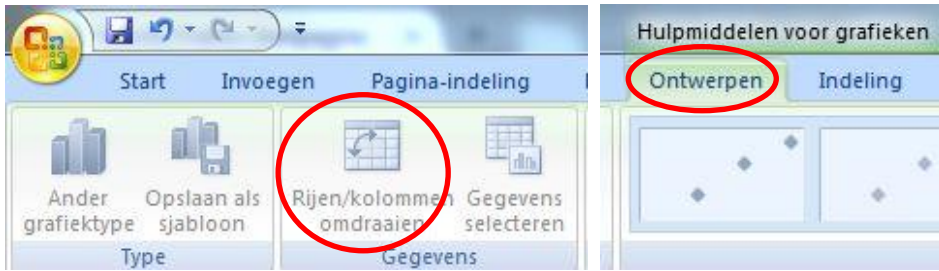 Start Invoegen Pagina-indeling
Ander grafiektype
Opslaan als sjabloon
Rijen/kolommen omdraaien
Gegevens selecteren
Type Gegevens
Hulpmiddelen voor grafieken
Ontwerpen Indeling